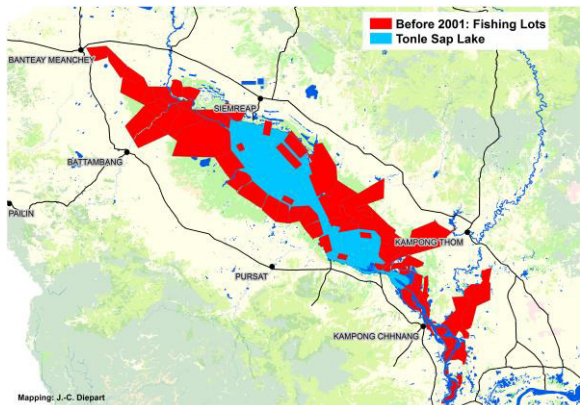 Before 2001: Fishing Lots
Tonle Sap Lake
BANTEAY MEANCHEY
SIEMREAP
BATTAMBANG
PAILIN
KAMPONG THOM
PURSAT
KAMPONG CHHNANG
Mapping: J.-C. Diepart